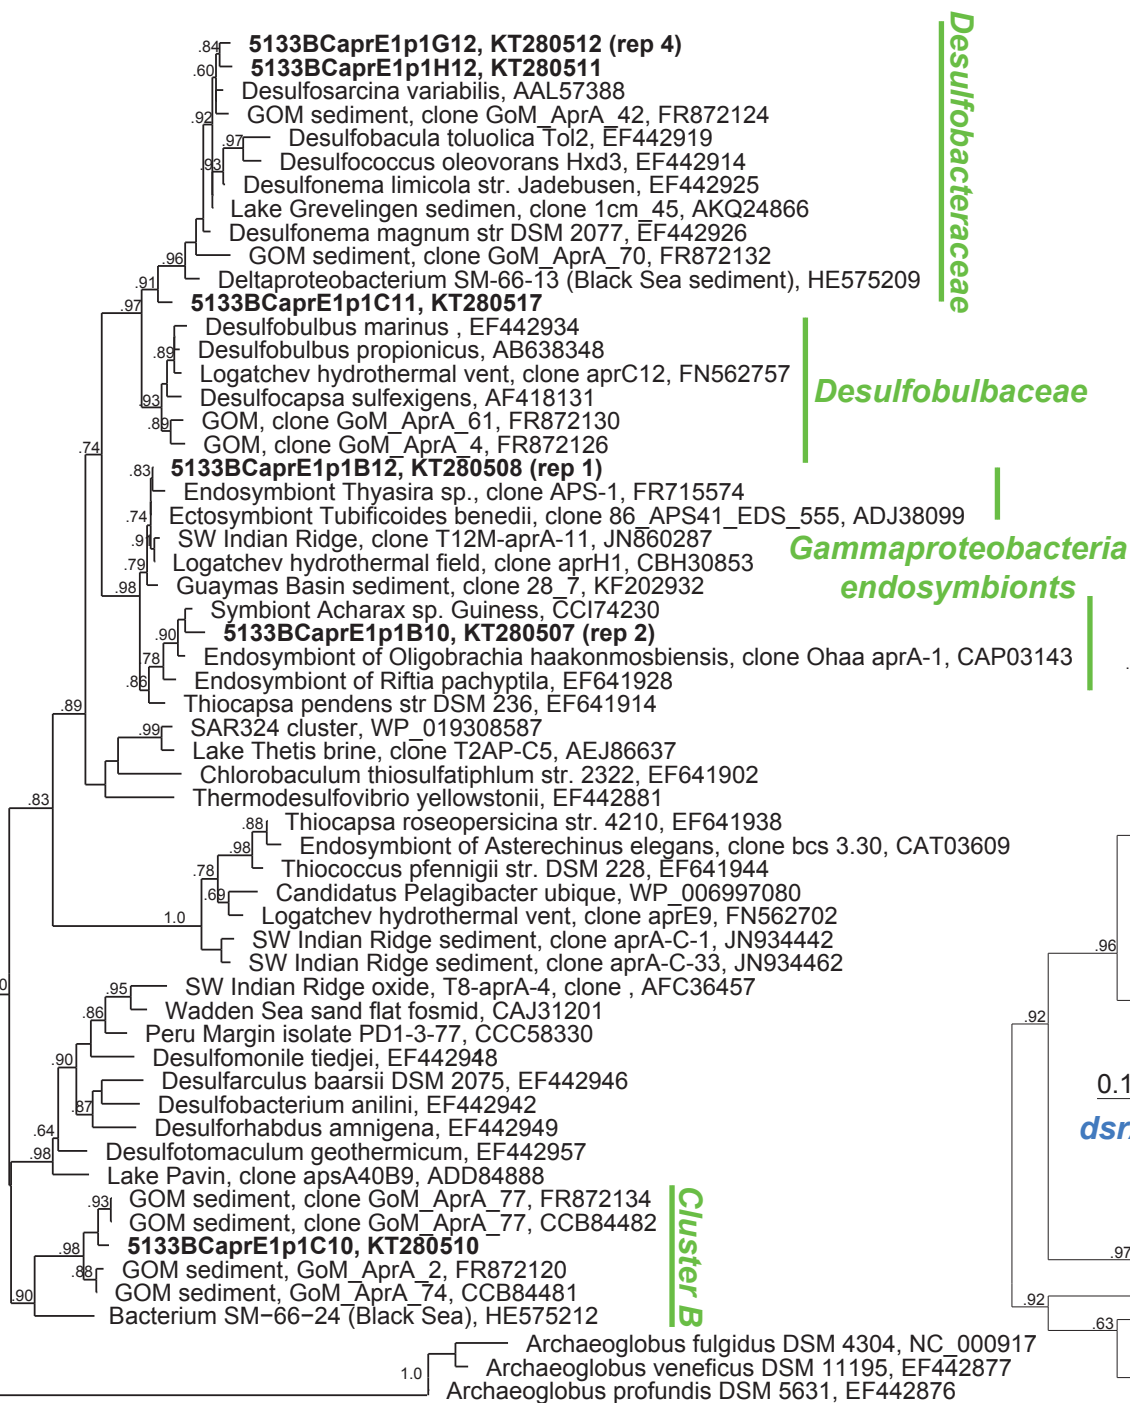 5133BCaprE1p1G12, KT280512 (rep 4)
5133BCaprE1p1H12, KT280511
Desulfosarcina variabilis, AAL57388
GOM sediment, clone GoM_AprA_42, FR872124
Desulfobacula toluolica Tol2, EF442919
Desulfococcus oleovorans Hxd3, EF442914
Desulfonema limicola str. Jadebusen, EF442925
Lake Grevelingen sedimen, clone 1cm_45, AKQ24866
Desulfonema magnum str DSM 2077, EF442926
GOM sediment, clone GoM_AprA_70, FR872132
Deltaproteobacterium SM-66-13 (Black Sea sediment), HE575209
5133BCaprE1p1C11, KT280517
Desulfobacteraceae
Desulfobulbus marinus , EF442934
Desulfobulbus propionicus, AB638348
Logatchev hydrothermal vent, clone aprC12, FN562757
Desulfocapsa sulfexigens, AF418131
GOM, clone GoM_AprA_61, FR872130
GOM, clone GoM_AprA_4, FR872126
Desulfobulbaceae
5133BCaprE1p1B12, KT280508 (rep 1)
Endosymbiont Thyasira sp., clone APS-1, FR715574
Ectosymbiont Tubificoides benedii, clone 86_APS41_EDS_555, ADJ38099
SW Indian Ridge, clone T12M-aprA-11, JN860287
Logatchev hydrothermal field, clone aprH1, CBH30853
Guaymas Basin sediment, clone 28_7, KF202932
Gammaproteobacteria
endosymbionts
Symbiont Acharax sp. Guiness, CCI74230
5133BCaprE1p1B10, KT280507 (rep 2)
Endosymbiont of Oligobrachia haakonmosbiensis, clone Ohaa aprA-1, CAP03143
Endosymbiont of Riftia pachyptila, EF641928
Thiocapsa pendens str DSM 236, EF641914
SAR324 cluster, WP_019308587
Lake Thetis brine, clone T2AP-C5, AEJ86637
Chlorobaculum thiosulfatiphlum str. 2322, EF641902
Thermodesulfovibrio yellowstonii, EF442881
Thiocapsa roseopersicina str. 4210, EF641938
Endosymbiont of Asterechinus elegans, clone bcs 3.30, CAT03609
Thiococcus pfennigii str. DSM 228, EF641944
Candidatus Pelagibacter ubique, WP_006997080
Logatchev hydrothermal vent, clone aprE9, FN562702
SW Indian Ridge sediment, clone aprA-C-1, JN934442
SW Indian Ridge sediment, clone aprA-C-33, JN934462
SW Indian Ridge oxide, T8-aprA-4, clone , AFC36457
Wadden Sea sand flat fosmid, CAJ31201
Peru Margin isolate PD1-3-77, CCC58330
Desulfomonile tiedjei, EF442948
Desulfarculus baarsii DSM 2075, EF442946
Desulfobacterium anilini, EF442942
Desulforhabdus amnigena, EF442949
Desulfotomaculum geothermicum, EF442957
Lake Pavin, clone apsA40B9, ADD84888
GOM sediment, clone GoM_AprA_77, FR872134
GOM sediment, clone GoM_AprA_77, CCB84482
5133BCaprE1p1C10, KT280510
GOM sediment, GoM_AprA_2, FR872120
GOM sediment, GoM_AprA_74, CCB84481
Bacterium SM−66−24 (Black Sea), HE575212
Cluster B
Archaeoglobus fulgidus DSM 4304, NC_000917
Archaeoglobus veneficus DSM 11195, EF442877
Archaeoglobus profundis DSM 5631, EF442876
.84
.60
.92
.97
.93
.96
.91
.97
.89
.93
.89
.74
.83
.74
.91
.79
.98
.90
.78
.86
.89
.99
.83
.88
.98
.78
.69
1.0
0
.95
.86
.90
.87
.64
.98
.93
.98
.88
.90
1.0
.96
.92
0.1
dsr
.97
.92
.63